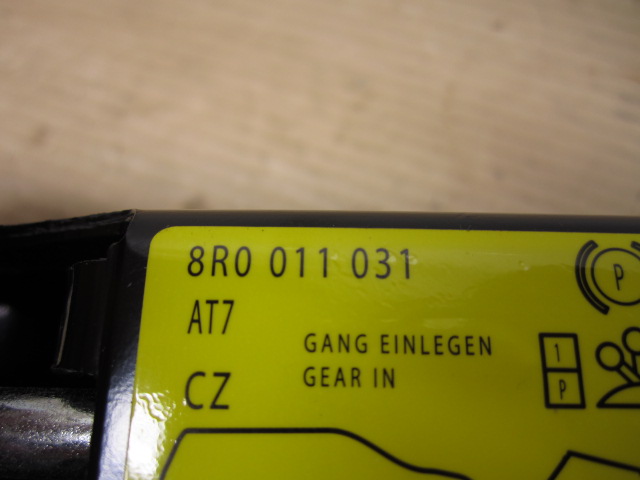 8R0 011 031
P
AT7
GANG EINLEGEN
GEAR IN
1
P
CZ